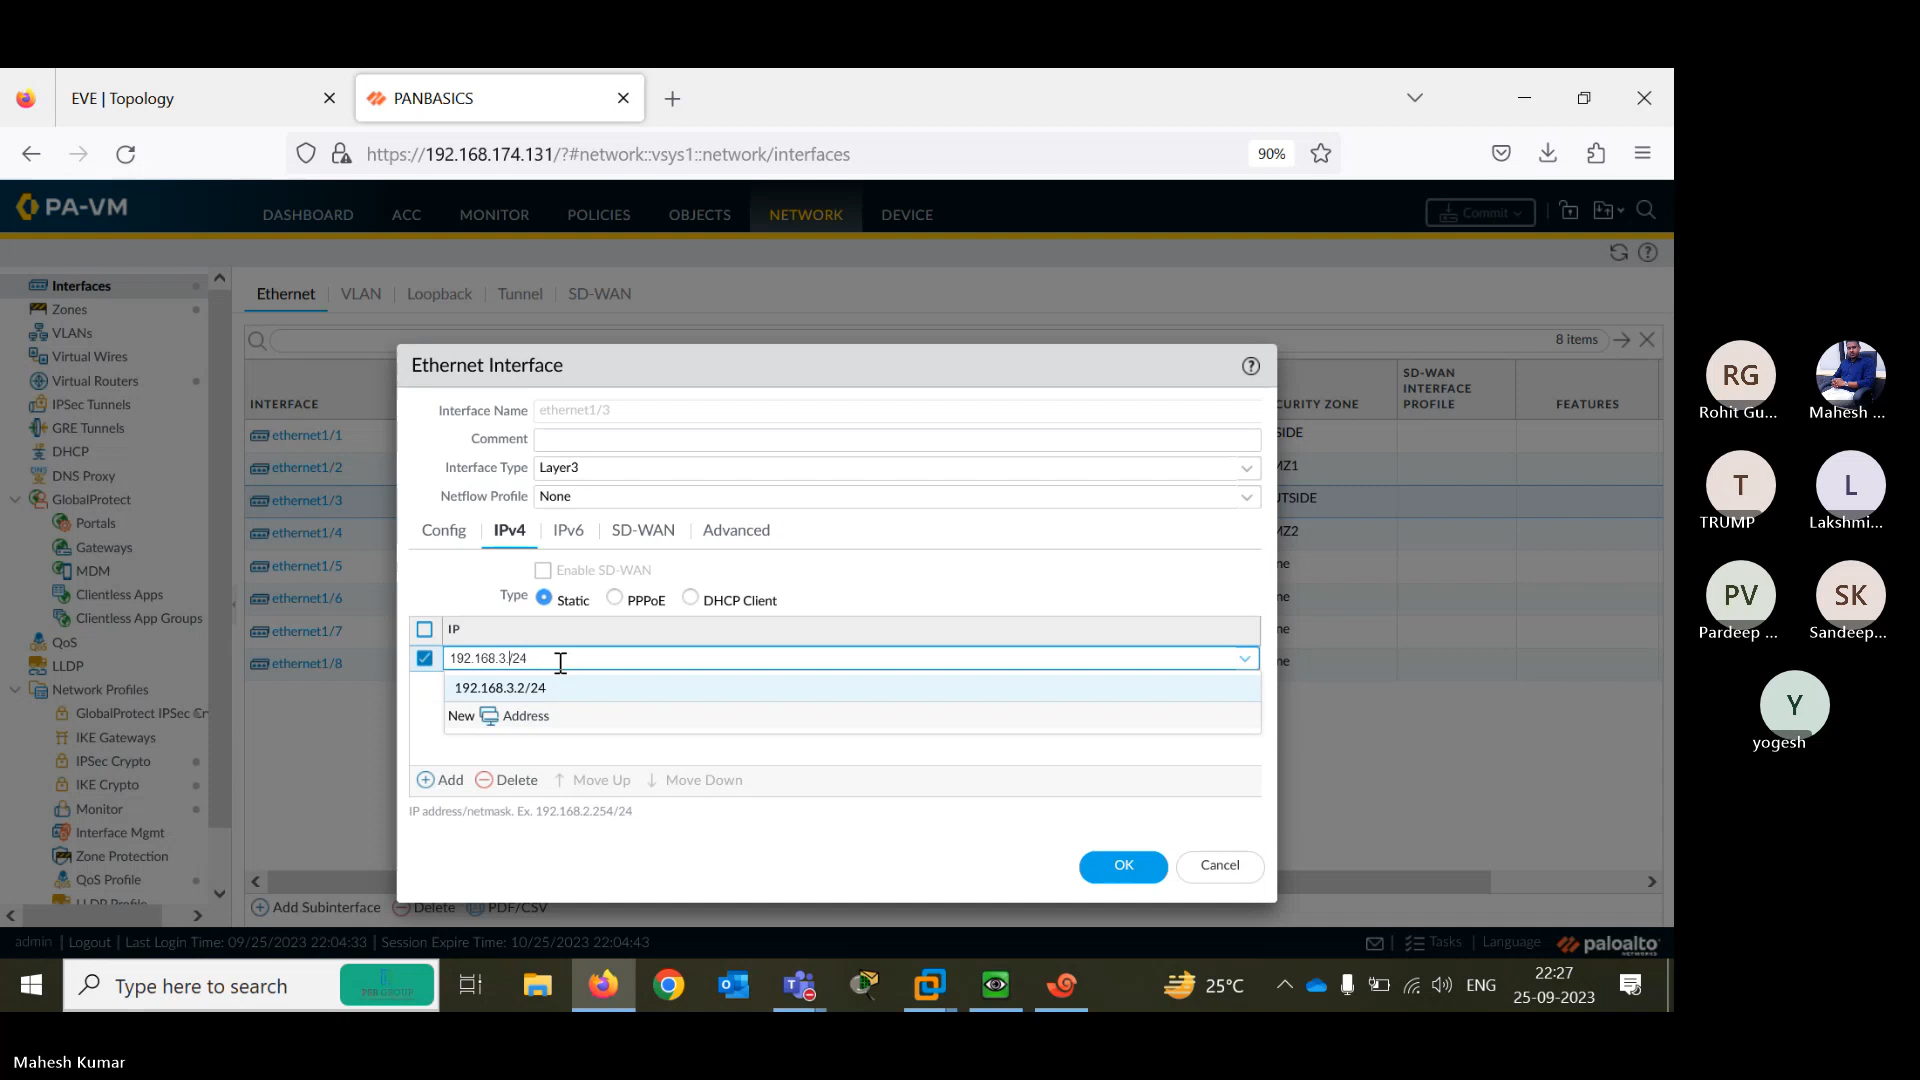 EVE | Topology
PANBASICS
https://192.168.174.131/?#network::vsys1::network/interfaces
90%
PA-VM
DASHBOARD
ACC
MONITOR
POLICIES
OBJECTS
NETWORK
DEVICE
Commit
Interfaces
Zones
VLANs
Virtual Wires
Virtual Routers
IPSec Tunnels
GRE Tunnels
DHCP
DNS Proxy
GlobalProtect
Portals
Gateways
MDM
Clientless Apps
Clientless App Groups
QoS
LLDP
Network Profiles
GlobalProtect IPSec Cr
IKE Gateways
IPSec Crypto
IKE Crypto
Monitor
Interface Mgmt
Zone Protection
QoS Profile
LLDP Profile
Ethernet
VLAN
Loopback
Tunnel
SD-WAN
8 items
INTERFACE
CURITY ZONE
SD-WAN
INTERFACE
PROFILE
FEATURES
ethernet1/1
SIDE
ethernet1/2
MZ1
ethernet1/3
UTSIDE
ethernet1/4
MZ2
ethernet1/5
ne
ethernet1/6
ne
ethernet1/7
ne
ethernet1/8
ne
Ethernet Interface
Interface Name
ethernet1/3
Comment
Interface Type
Layer3
Netflow Profile
None
Config
IPv4
IPv6
SD-WAN
Advanced
Enable SD-WAN
Type
Static
PPPoE
DHCP Client
IP
192.168.3./24
192.168.3.2/24
New Address
Add
Delete
Move Up
Move Down
IP address/netmask. Ex. 192.168.2.254/24
OK
Cancel
Add Subinterface
Delete
PDF/CSV
admin | Logout | Last Login Time: 09/25/2023 22:04:33 | Session Expire Time: 10/25/2023 22:04:43
Tasks
Language
paloalto
NETWORKS
Type here to search
25°C
ENG
22:27
25-09-2023
RG
Rohit Gu...
Mahesh ...
T
TRUMP
L
Lakshmi...
PV
Pardeep ...
SK
Sandeep...
Y
yogesh
Mahesh Kumar